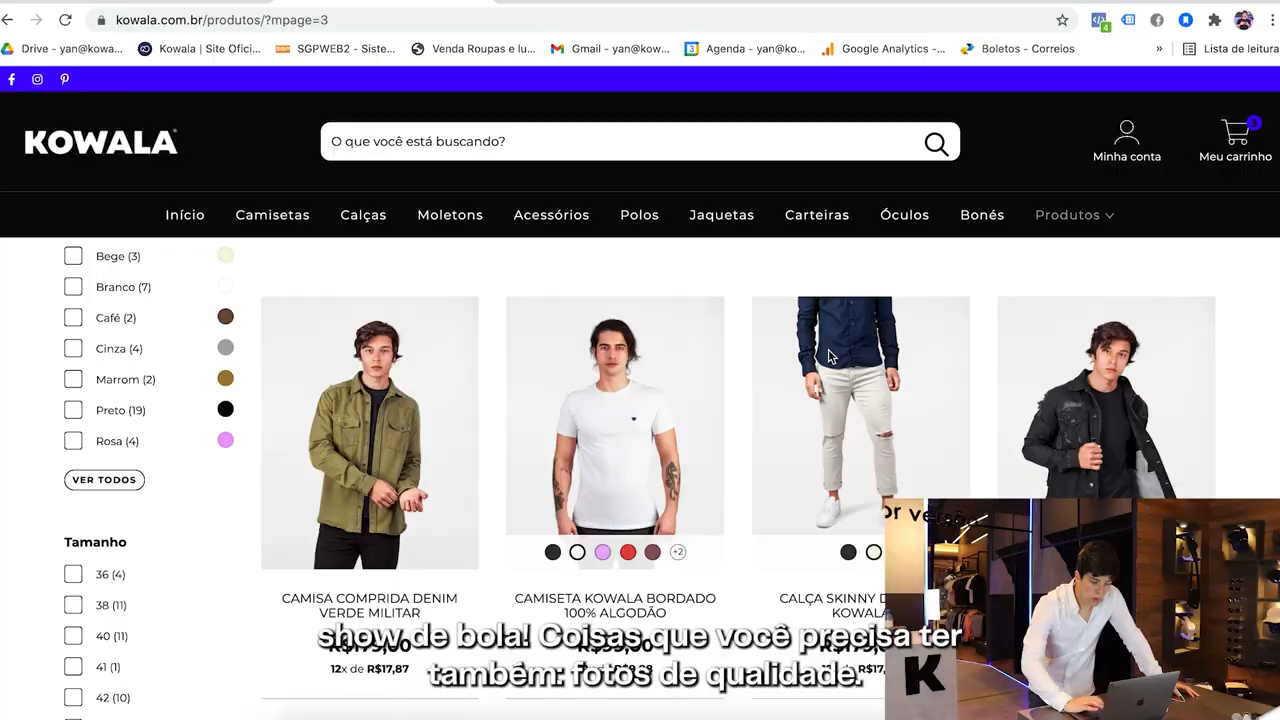 kowala.com.br/produtos/?mpage=3
4
Drive - yan@kowa...
Kowala | Site Ofici...
SGPWEB2 - Siste...
Venda Roupas e lu...
Gmail - yan@kow...
Agenda - yan@ko...
Google Analytics -...
Boletos - Correios
»
Lista de leitura
KOWALA
O que você está buscando?
Minha conta
3
Meu carrinho
Início
Camisetas
Calças
Moletons
Acessórios
Polos
Jaquetas
Carteiras
Óculos
Bonés
Produtos
Bege (3)
Branco (7)
Café (2)
Cinza (4)
Marrom (2)
Preto (19)
Rosa (4)
VER TODOS
Tamanho
36 (4)
38 (11)
40 (11)
41 (1)
42 (10)
+2
CAMISA COMPRIDA DENIM
VERDE MILITAR
12x de R$17,87
CAMISETA KOWALA BORDADO
100% ALGODÃO
CALÇA SKINNY D
KOWALA
show de bola! Coisas que você precisa ter
também: fotos de qualidade.
K